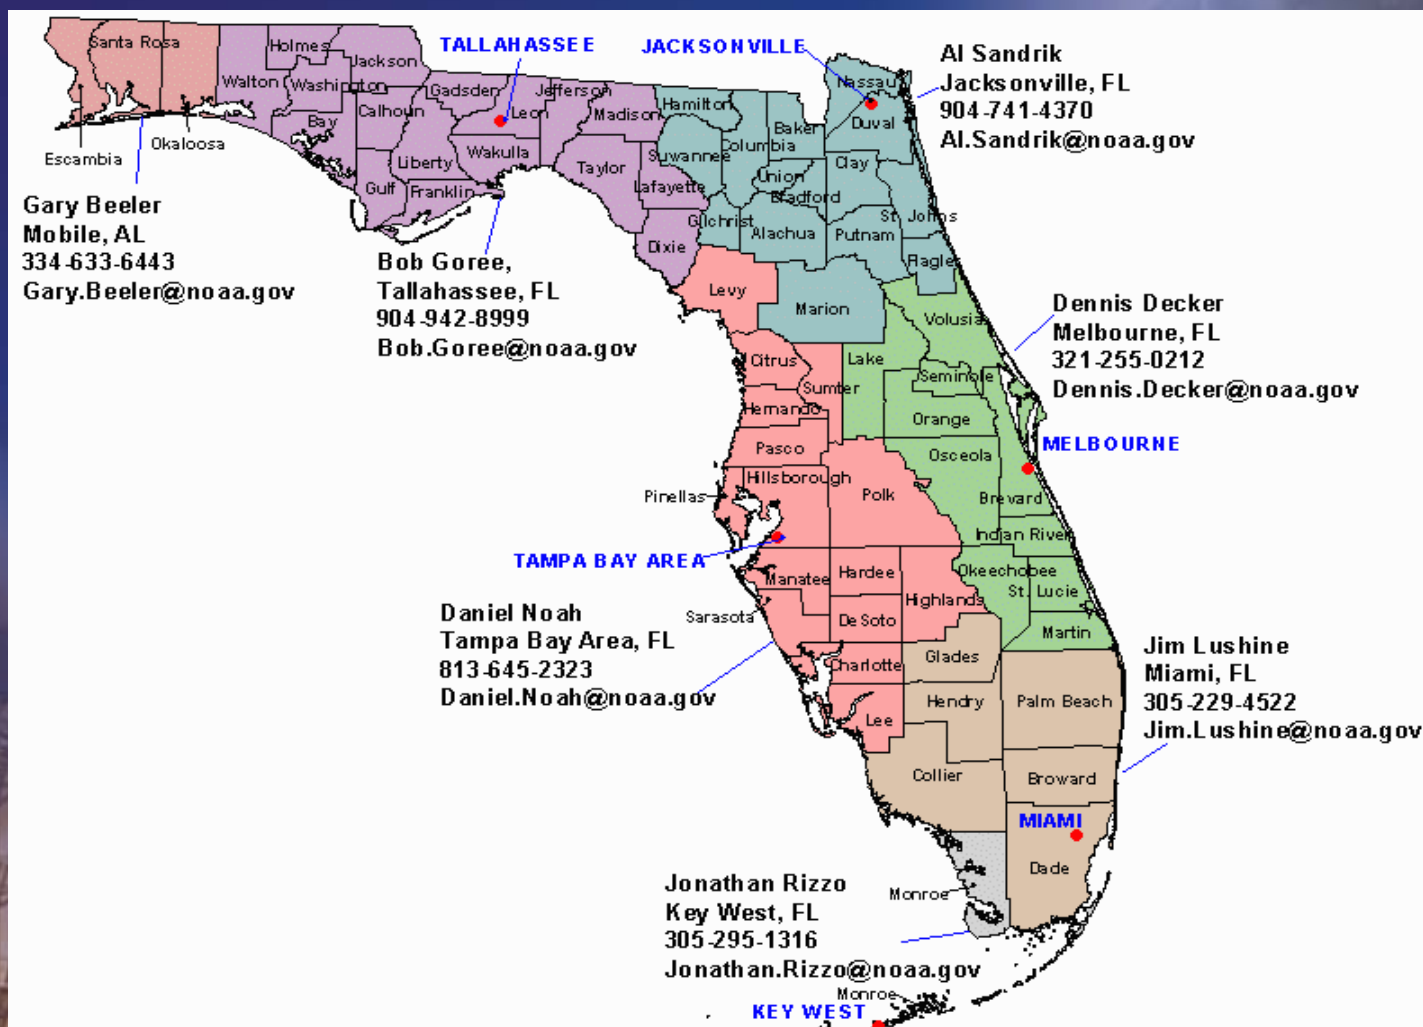 TALLAHASSEE
JACKSONVILLE
Al Sandrik
Jacksonville, FL
904-741-4370
Al.Sandrik@noaa.gov
Santa Rosa
Holmes
Jackson
Walton
Washington
Gadsden
Jefferson
Nassau
Hamilton
Madison
Calhoun
Leon
Bay
Baker
Duval
Escambia
Okaloosa
Liberty
Wakulla
Taylor
Suwannee
Columbia
Union
Clay
Gulf
Franklin
Lafayette
Bradford
Gilchrist
St. Johns
Alachua
Putnam
Dixie
Flagler
Gary Beeler
Mobile, AL
334-633-6443
Gary.Beeler@noaa.gov
Bob Goree,
Tallahassee, FL
904-942-8999
Bob.Goree@noaa.gov
Levy
Marion
Volusia
Dennis Decker
Melbourne, FL
321-255-0212
Dennis.Decker@noaa.gov
Citrus
Lake
Sumter
Seminole
Hernando
Orange
MELBOURNE
Pasco
Osceola
Hillsborough
Pinellas
Polk
Brevard
Indian River
TAMPA BAY AREA
Manatee
Hardee
Okeechobee
Highlands
St. Lucie
Sarasota
DeSoto
Martin
Daniel Noah
Tampa Bay Area, FL
813-645-2323
Daniel.Noah@noaa.gov
Charlotte
Glades
Jim Lushine
Miami, FL
305-229-4522
Jim.Lushine@noaa.gov
Lee
Hendry
Palm Beach
Collier
Broward
MIAMI
Dade
Jonathan Rizzo
Key West, FL
305-295-1316
Jonathan.Rizzo@noaa.gov
Monroe
Monroe
KEY WEST